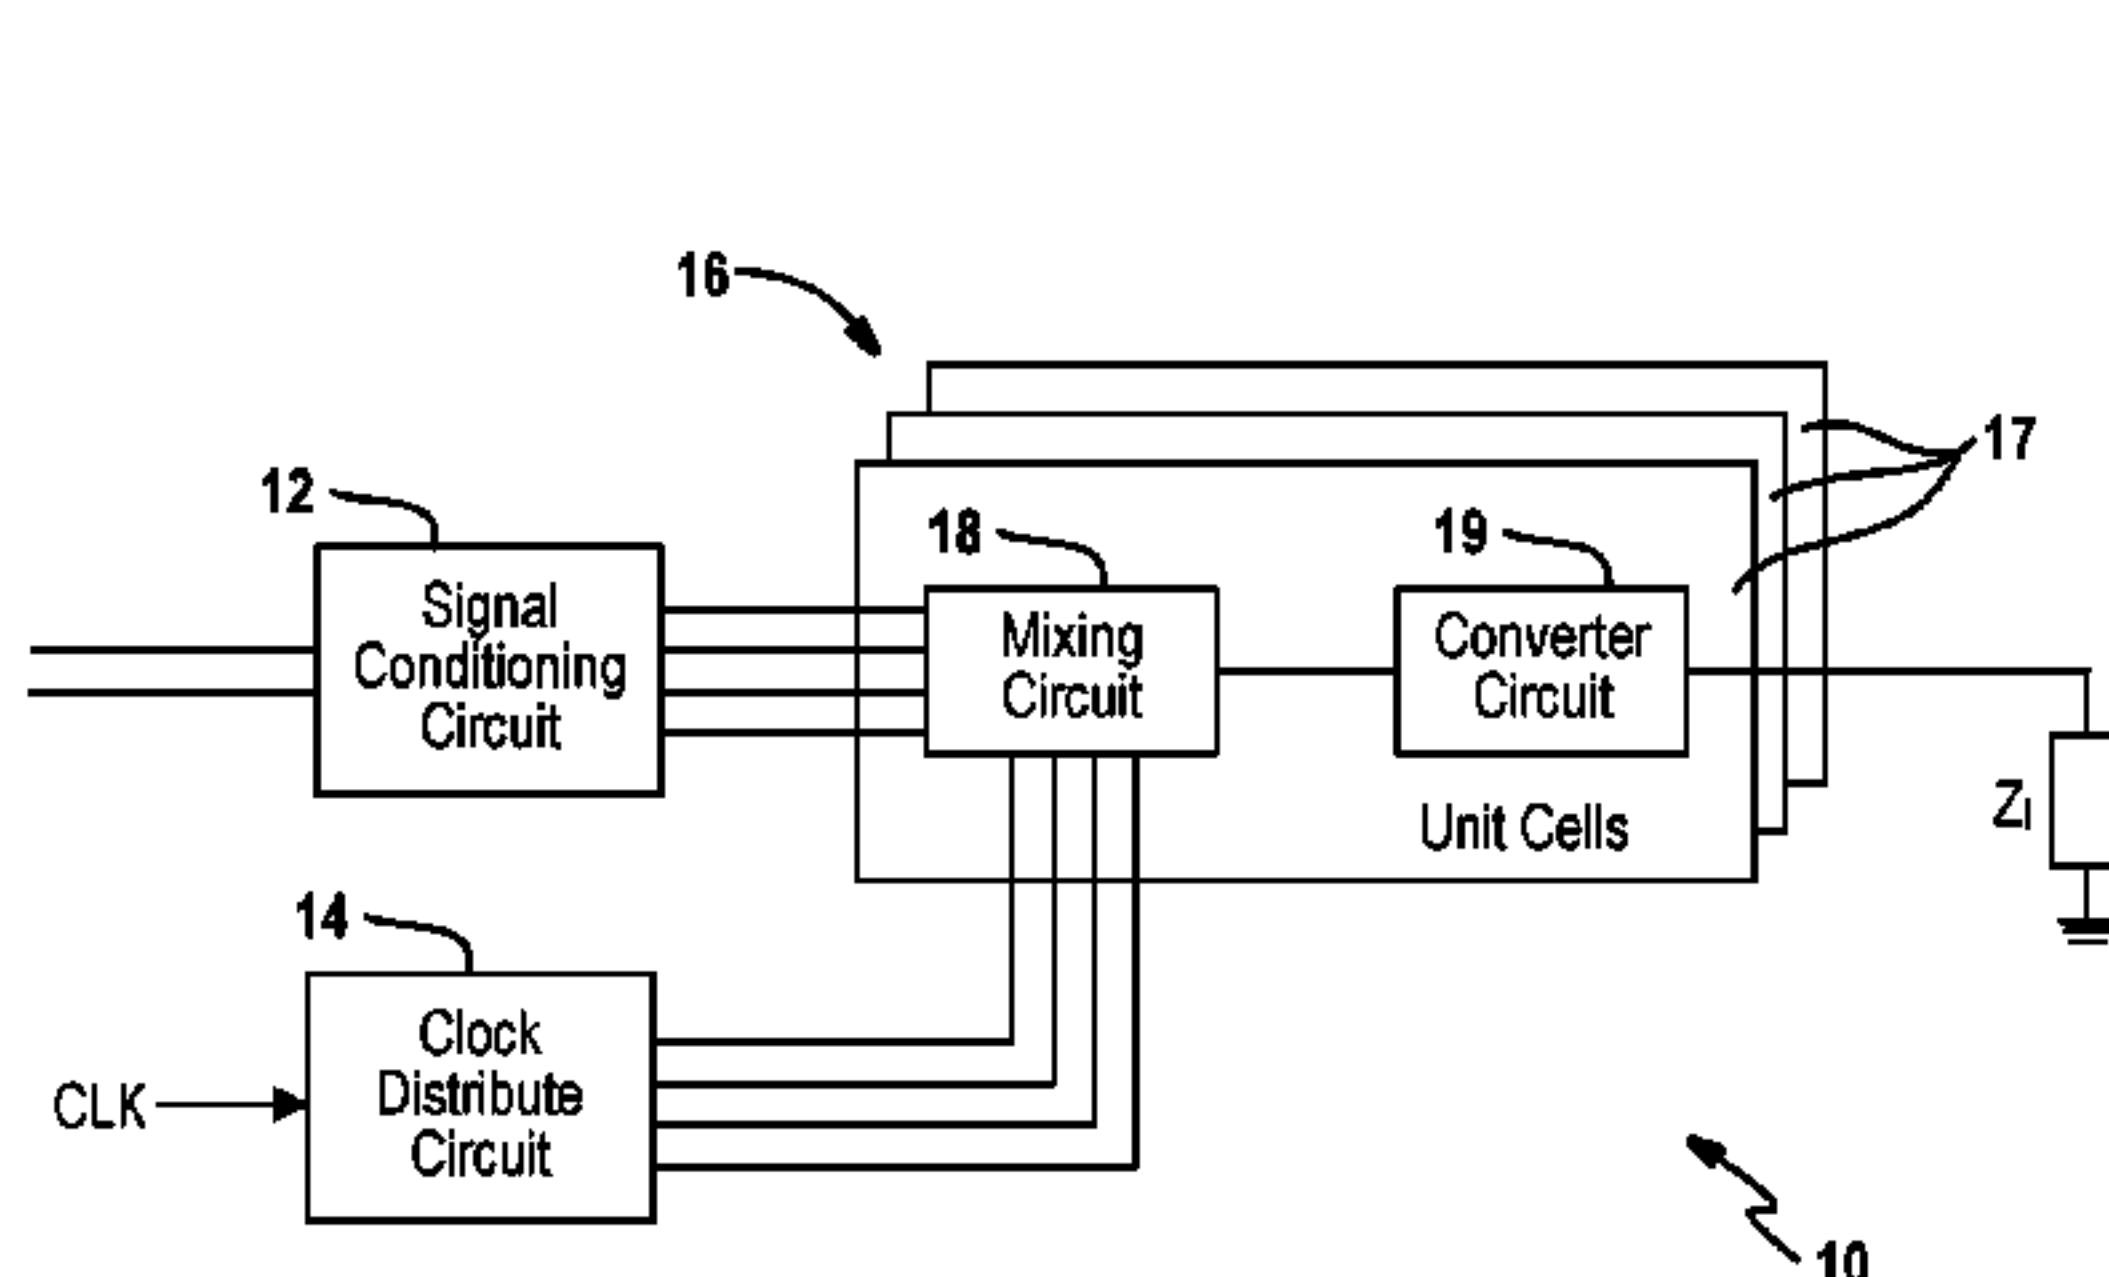 16
17
12
18
19
Signal
Conditioning
Circuit
Mixing
Circuit
Converter
Circuit
Unit Cells
Zl
14
Clock
Distribute
Circuit
CLK
10